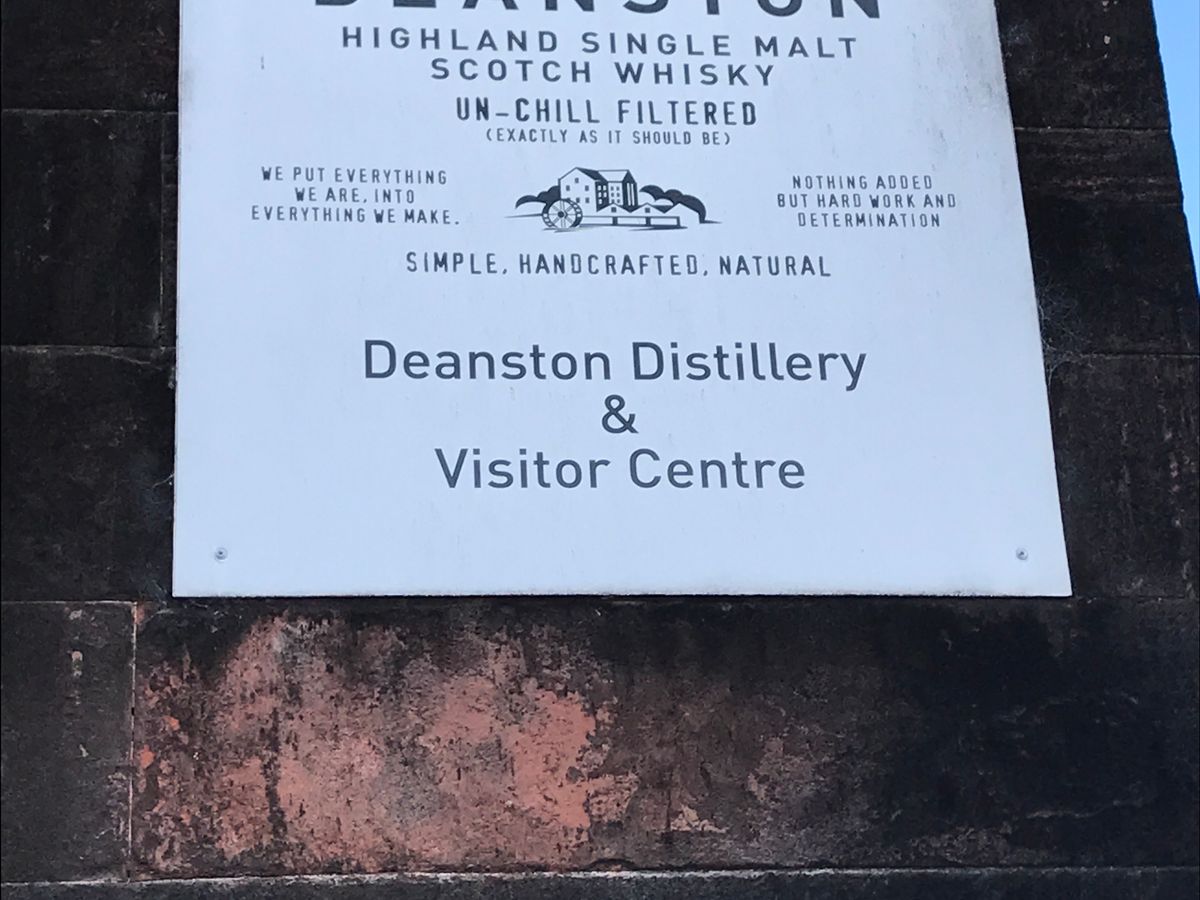 DEANSTON
HIGHLAND SINGLE MALT
SCOTCH WHISKY
UN-CHILL FILTERED
(EXACTLY AS IT SHOULD BE)
WE PUT EVERYTHING
WE ARE, INTO
EVERYTHING WE MAKE.
NOTHING ADDED
BUT HARD WORK AND
DETERMINATION
SIMPLE, HANDCRAFTED, NATURAL
Deanston Distillery
&
Visitor Centre